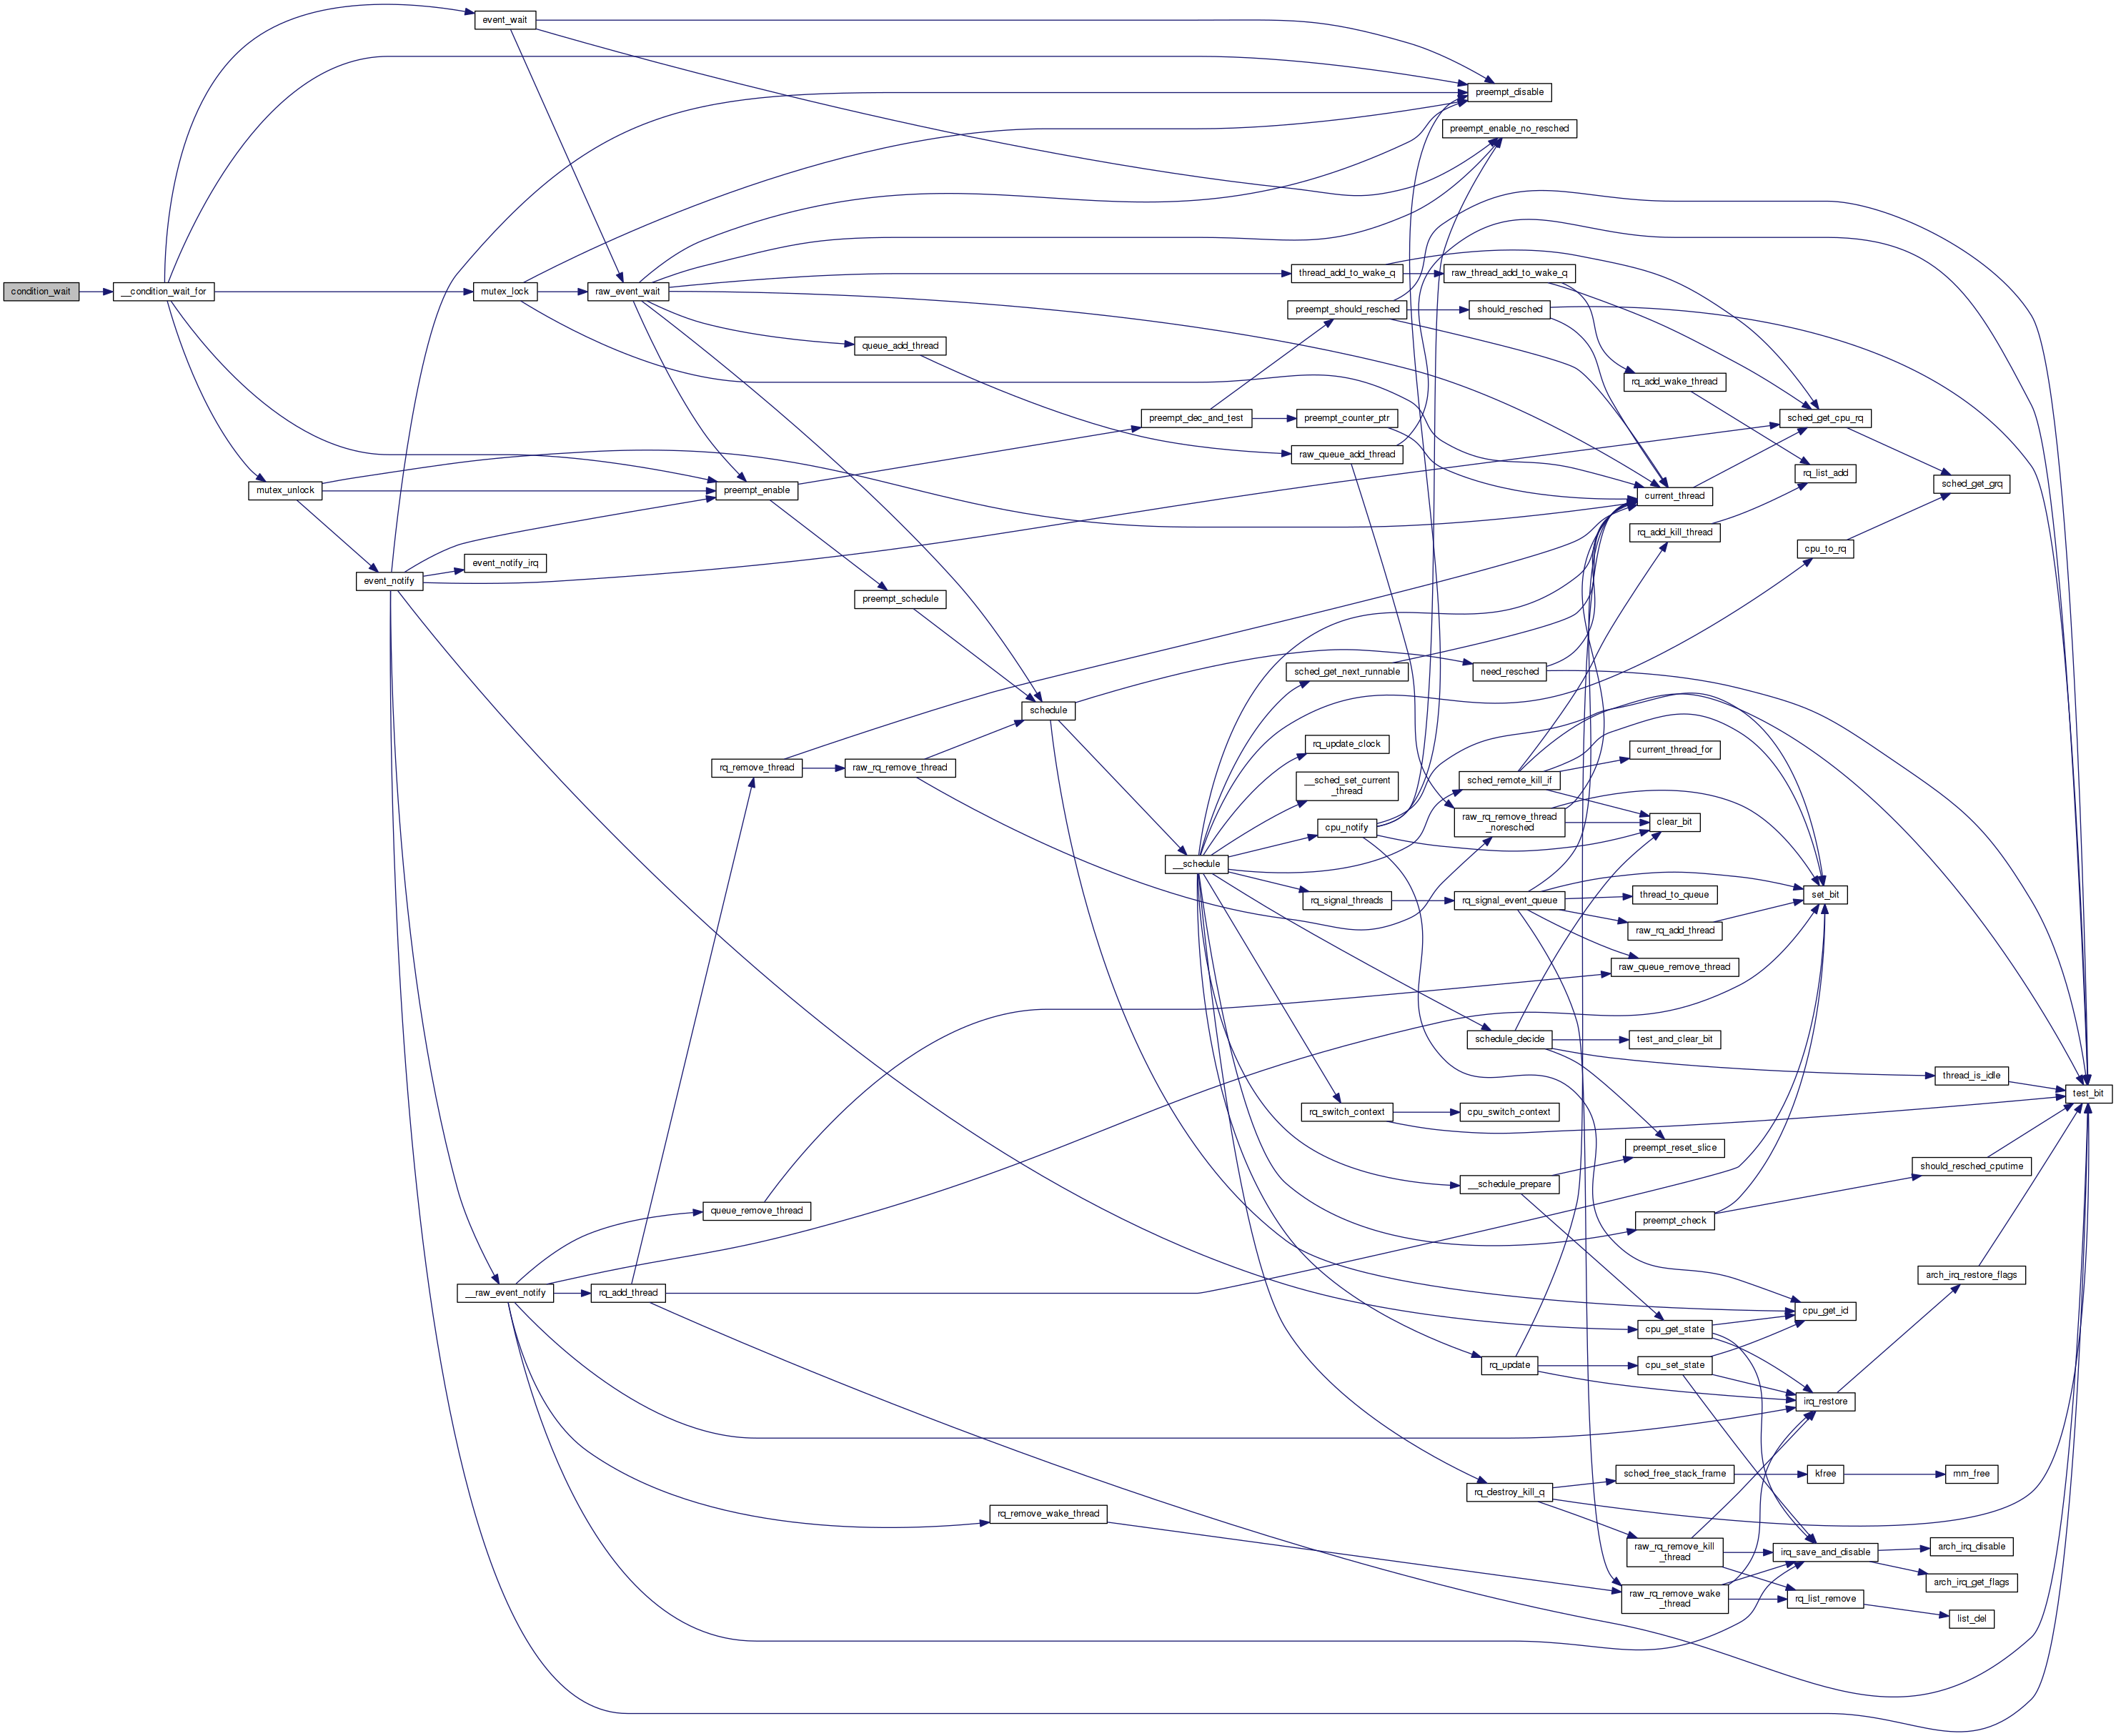 condition_wait
__condition_wait_for
event_wait
mutex_lock
mutex_unlock
event_notify
event_notify_irq
raw_event_wait
preempt_disable
preempt_enable_no_resched
thread_add_to_wake_q
raw_thread_add_to_wake_q
preempt_should_resched
should_resched
queue_add_thread
rq_add_wake_thread
preempt_dec_and_test
preempt_counter_ptr
sched_get_cpu_rq
raw_queue_add_thread
rq_list_add
sched_get_grq
preempt_enable
current_thread
rq_add_kill_thread
cpu_to_rq
preempt_schedule
sched_get_next_runnable
need_resched
schedule
rq_update_clock
current_thread_for
rq_remove_thread
raw_rq_remove_thread
sched_remote_kill_if
__sched_set_current
_thread
raw_rq_remove_thread
_noresched
clear_bit
cpu_notify
__schedule
rq_signal_threads
rq_signal_event_queue
thread_to_queue
set_bit
raw_rq_add_thread
raw_queue_remove_thread
schedule_decide
test_and_clear_bit
thread_is_idle
test_bit
rq_switch_context
cpu_switch_context
preempt_reset_slice
should_resched_cputime
__schedule_prepare
queue_remove_thread
preempt_check
arch_irq_restore_flags
__raw_event_notify
rq_add_thread
cpu_get_id
cpu_get_state
rq_update
cpu_set_state
irq_restore
sched_free_stack_frame
kfree
mm_free
rq_destroy_kill_q
rq_remove_wake_thread
raw_rq_remove_kill
_thread
irq_save_and_disable
arch_irq_disable
arch_irq_get_flags
raw_rq_remove_wake
_thread
rq_list_remove
list_del